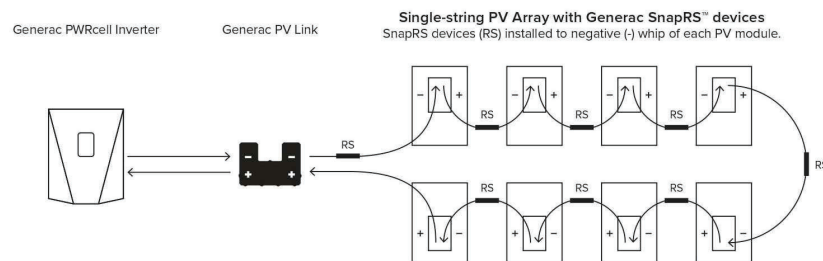 Single-string PV Array with Generac SnapRS™ devices
Generac PWRcell Inverter
Generac PV Link
SnapRS devices (RS) installed to negative (-) whip of each PV module.
− + − + − + − +
RS RS RS
RS
− −
RS
+ +
RS RS RS
+ − + − + − + −